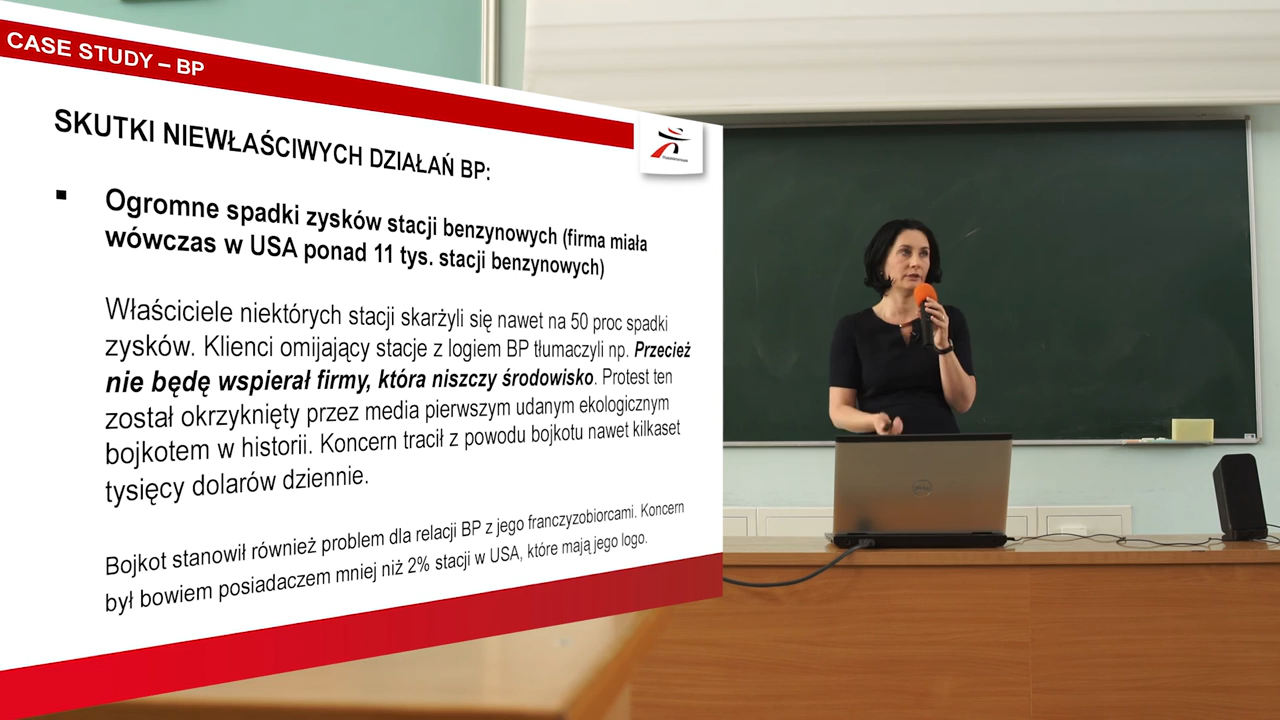 CASE STUDY – BP
SKUTKI NIEWŁAŚCIWYCH DZIAŁAŃ BP:
▪ Ogromne spadki zysków stacji benzynowych (firma miała
wówczas w USA ponad 11 tys. stacji benzynowych)
Właściciele niektórych stacji skarżyli się nawet na 50 proc spadki
zysków. Klienci omijający stacje z logiem BP tłumaczyli np. Przecież
nie będę wspierał firmy, która niszczy środowisko. Protest ten
został okrzyknięty przez media pierwszym udanym ekologicznym
bojkotem w historii. Koncern tracił z powodu bojkotu nawet kilkaset
tysięcy dolarów dziennie.
Bojkot stanowił również problem dla relacji BP z jego franczyzobiorcami. Koncern
był bowiem posiadaczem mniej niż 2% stacji w USA, które mają jego logo.
DELL